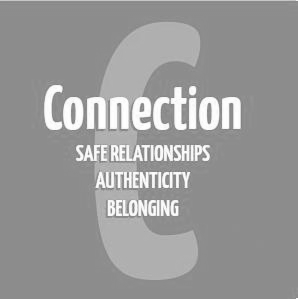 C
Connection
SAFE RELATIONSHIPS
AUTHENTICITY
BELONGING